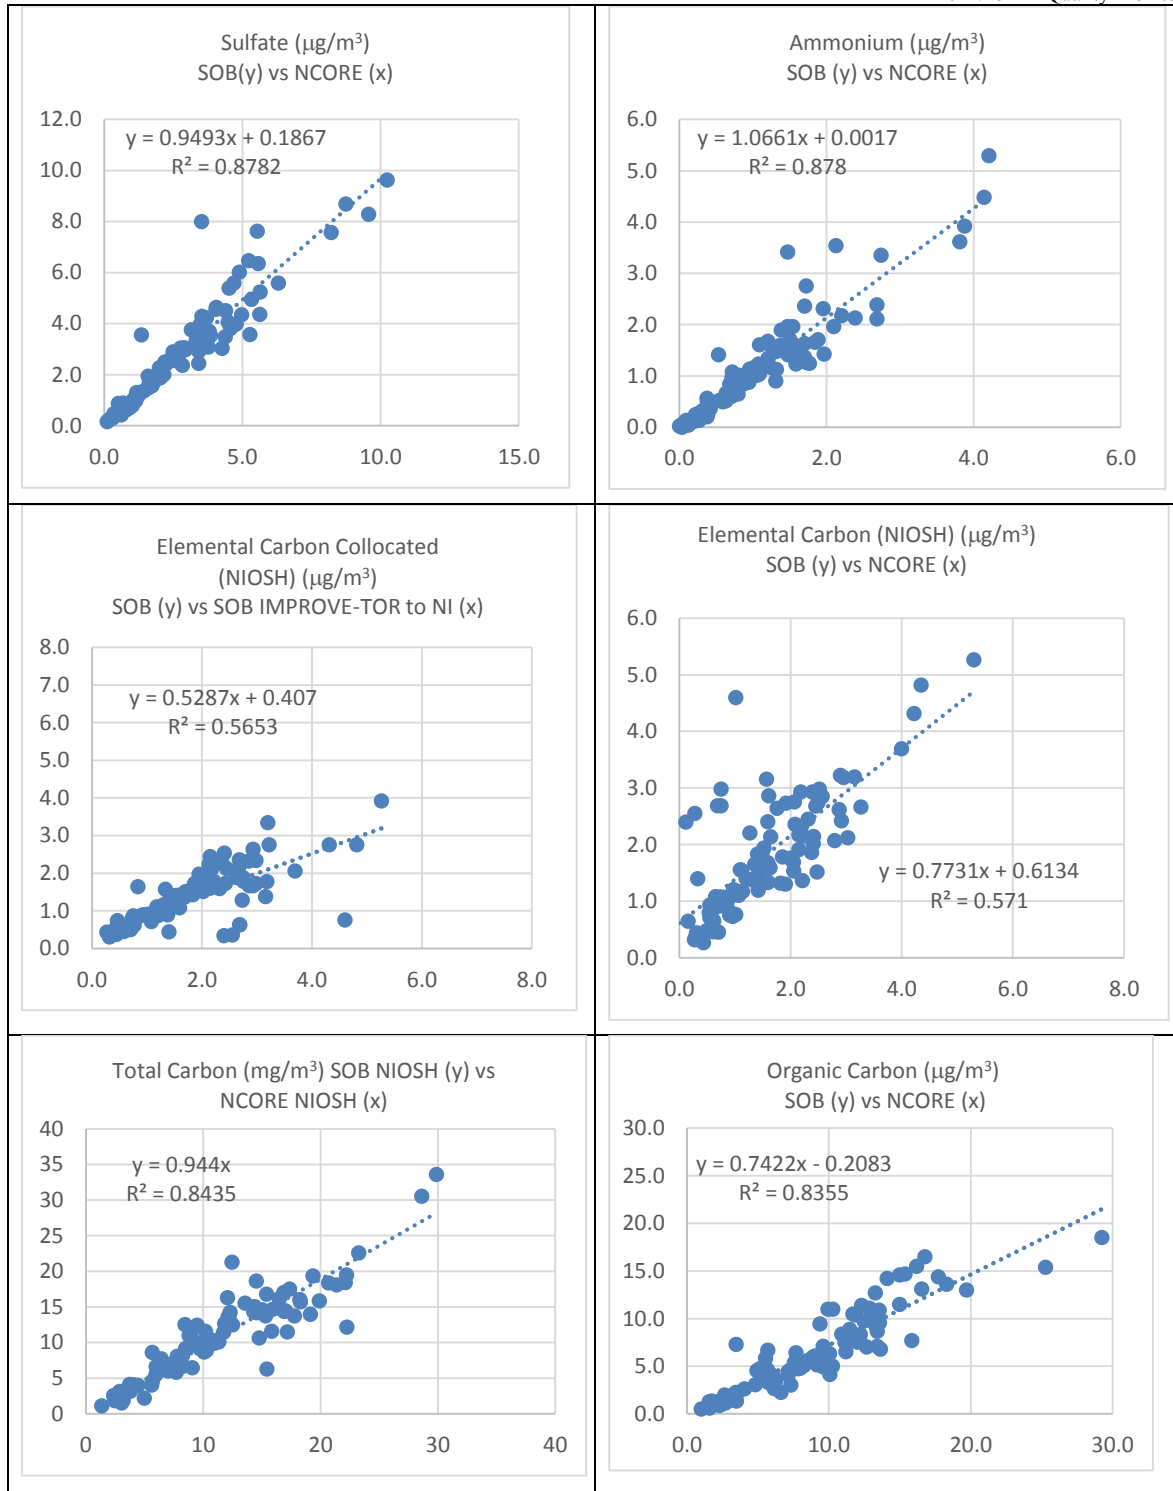 Sulfate (µg/m³)
SOB(y) vs NCORE (x)
y = 0.9493x + 0.1867
R² = 0.8782
12.0
10.0
8.0
6.0
4.0
2.0
0.0
0.0 5.0 10.0 15.0
Ammonium (µg/m³)
SOB (y) vs NCORE (x)
y = 1.0661x + 0.0017
R² = 0.878
6.0
5.0
4.0
3.0
2.0
1.0
0.0
0.0 2.0 4.0 6.0
Elemental Carbon Collocated
(NIOSH) (µg/m³)
SOB (y) vs SOB IMPROVE-TOR to NI (x)
y = 0.5287x + 0.407
R² = 0.5653
8.0
7.0
6.0
5.0
4.0
3.0
2.0
1.0
0.0
0.0 2.0 4.0 6.0
Elemental Carbon (NIOSH) (µg/m³)
SOB (y) vs NCORE (x)
6.0
5.0
4.0
3.0
2.0
1.0
0.0
y = 0.7731x + 0.6134
R² = 0.571
0.0 2.0 4.0 6.0 8.0
Total Carbon (mg/m³) SOB NIOSH (y) vs
NCORE NIOSH (x)
y = 0.944x
R² = 0.8435
40
35
30
25
20
15
10
5
0
0 10 20 30 40
Organic Carbon (µg/m³)
SOB (y) vs NCORE (x)
y = 0.7422x - 0.2083
R² = 0.8355
30.0
25.0
20.0
15.0
10.0
5.0
0.0
0.0 10.0 20.0 30.0